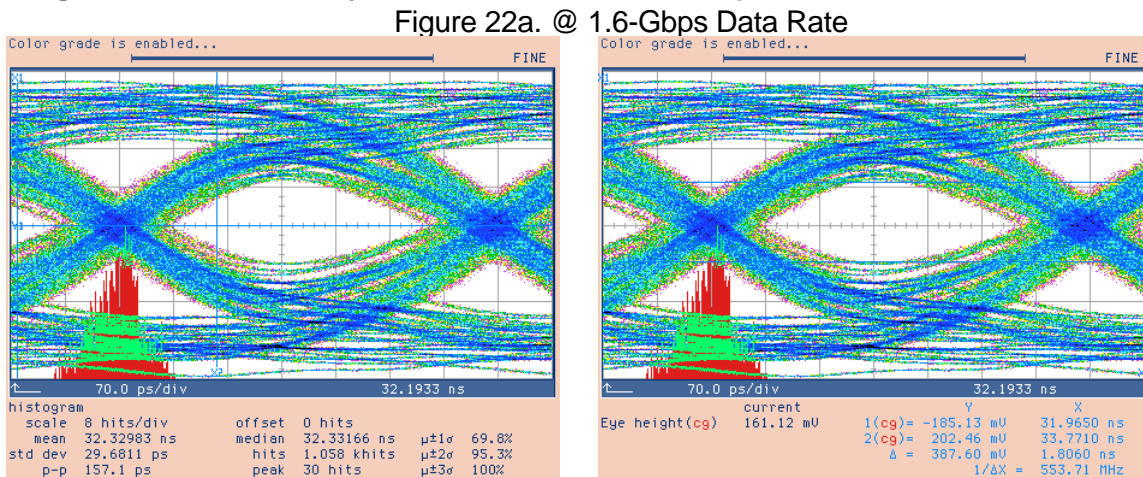 Figure 22a. @ 1.6-Gbps Data Rate
Color grade is enabled...
FINE
X1
Y1
X2
70.0 ps/div 32.1933 ns
histogram
scale 8 hits/div offset 0 hits
mean 32.32983 ns median 32.33166 ns µ±1σ 69.8%
std dev 29.6811 ps hits 1.058 khits µ±2σ 95.3%
p-p 157.1 ps peak 30 hits µ±3σ 100%
Color grade is enabled...
FINE
70.0 ps/div 32.1933 ns
current Y X
Eye height(cg) 161.12 mV 1(cg)= -185.13 mV 31.9650 ns
2(cg)= 202.46 mV 33.7710 ns
Δ = 387.60 mV 1.8060 ns
1/ΔX = 553.71 MHz